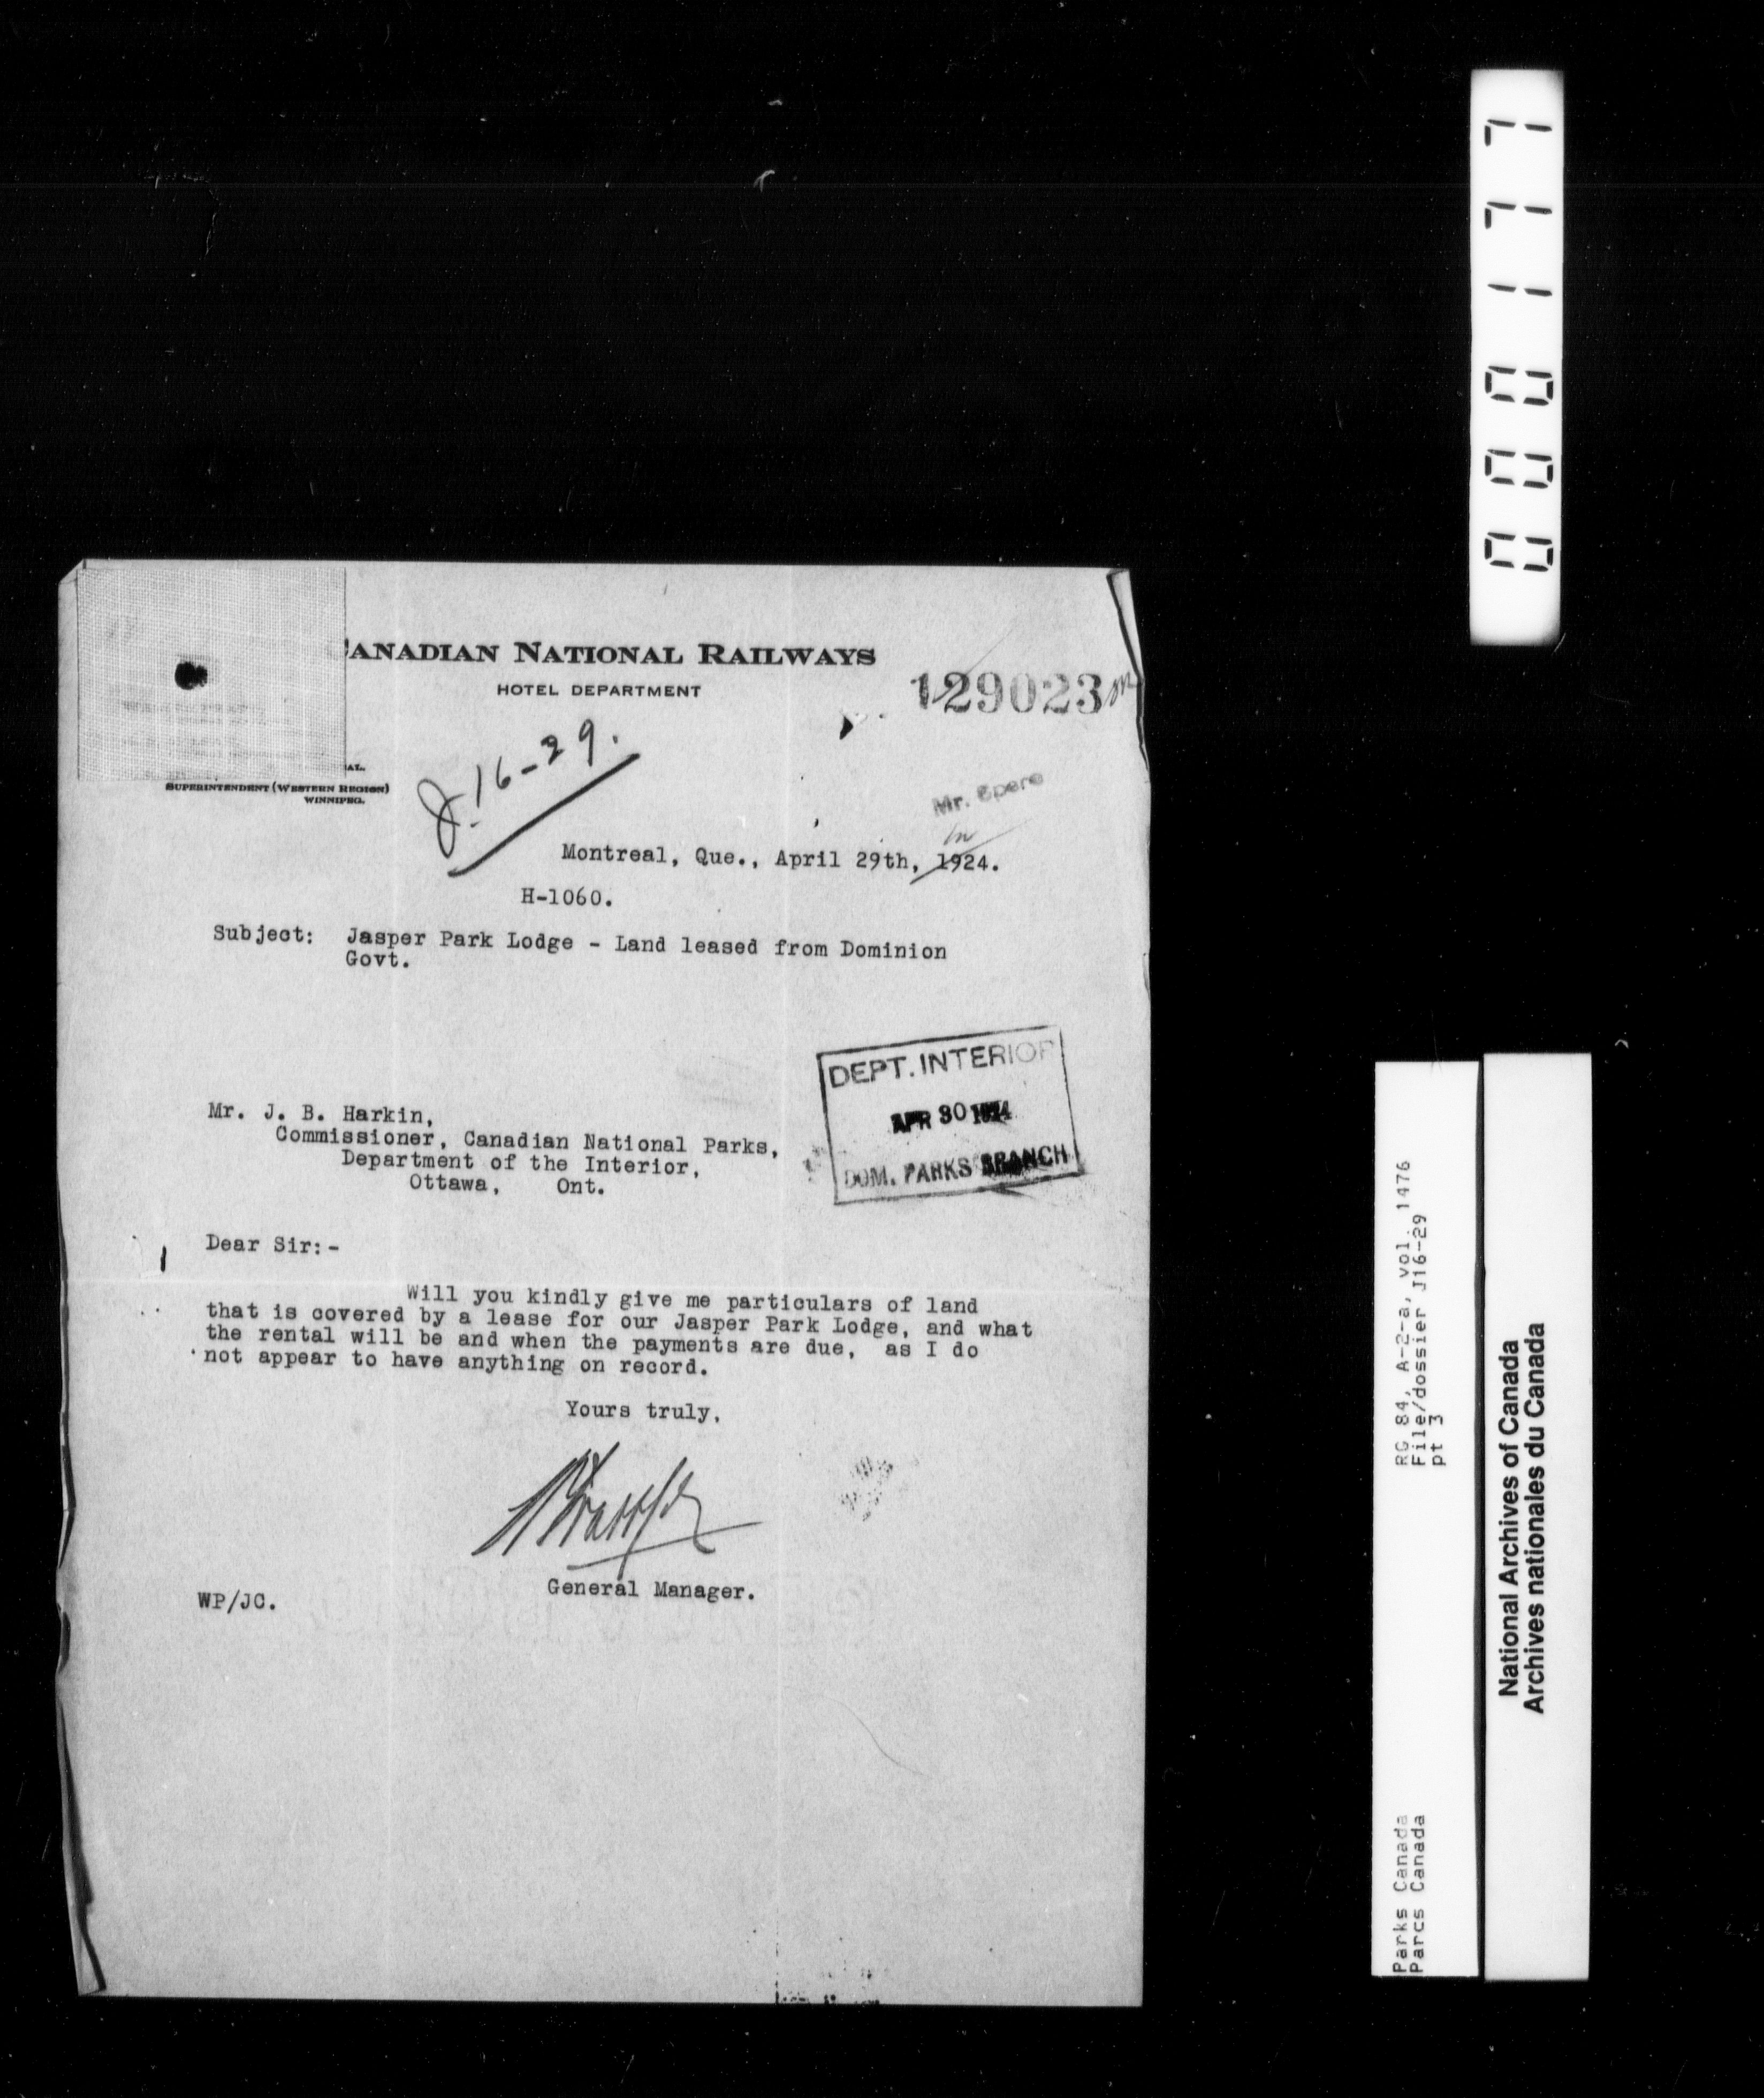 CANADIAN NATIONAL RAILWAYS
HOTEL DEPARTMENT
129023
J.16-29.
SUPERINTENDENT (WESTERN REGION)
WINNIPEG.
Mr. Spero
Montreal, Que., April 29th, 1924.
H-1060.
Subject: Jasper Park Lodge - Land leased from Dominion
Govt.
DEPT. INTERIOR
APR 30 1924
DOM. PARKS BRANCH
Mr. J. B. Harkin,
Commissioner, Canadian National Parks,
Department of the Interior,
Ottawa, Ont.
Dear Sir:-
Will you kindly give me particulars of land
that is covered by a lease for our Jasper Park Lodge, and what
the rental will be and when the payments are due, as I do
not appear to have anything on record.
Yours truly,
General Manager.
WP/JC.
000177
RG 84, A-2-a, vol. 1476
File/dossier J16-29
pt 3
Parks Canada
Parcs Canada
National Archives of Canada
Archives nationales du Canada